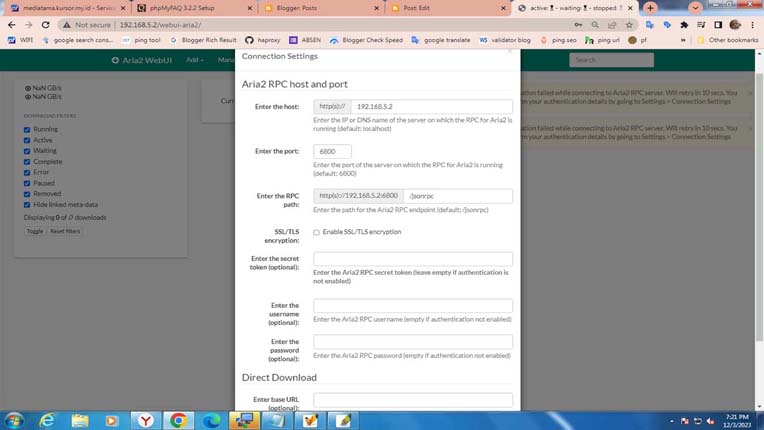 mediatama.kursor.my.id - Serve
phpMyFAQ 3.2.2 Setup
Blogger: Posts
Post: Edit
active:
- waiting:
- stopped:
Not secure
192.168.5.2/webui-aria2/
WIFI
google search cons...
ping tool
Blogger Rich Result
haproxy
ABSEN
Blogger Check Speed
google translate
validator blog
ping seo
ping url
pf
Other bookmarks
Aria2 WebUI
Add
Mana
Search
NaN GB/s
NaN GB/s
DOWNLOAD FILTERS
Running
Active
Waiting
Complete
Error
Paused
Removed
Hide linked meta-data
Displaying 0 of 0 downloads
Toggle
Reset filters
Curr
Connection Settings
×
Aria2 RPC host and port
Enter the host:
http(s)://
192.168.5.2
Enter the IP or DNS name of the server on which the RPC for Aria2 is
running (default: localhost)
Enter the port:
6800
Enter the port of the server on which the RPC for Aria2 is running
(default: 6800)
Enter the RPC
path:
http(s)://192.168.5.2:6800
/jsonrpc
Enter the path for the Aria2 RPC endpoint (default: /jsonrpc)
SSL/TLS
encryption:
Enable SSL/TLS encryption
Enter the secret
token (optional):
Enter the Aria2 RPC secret token (leave empty if authentication is
not enabled)
Enter the
username
(optional):
Enter the Aria2 RPC username (empty if authentication not enabled)
Enter the
password
(optional):
Enter the Aria2 RPC password (empty if authentication not enabled)
Direct Download
Enter base URL
(optional):
ation failed while connecting to Aria2 RPC server. Will retry in 10 secs. You
rm your authentication details by going to Settings > Connection Settings
ation failed while connecting to Aria2 RPC server. Will retry in 10 secs. You
rm your authentication details by going to Settings > Connection Settings
7:21 PM
12/3/2023